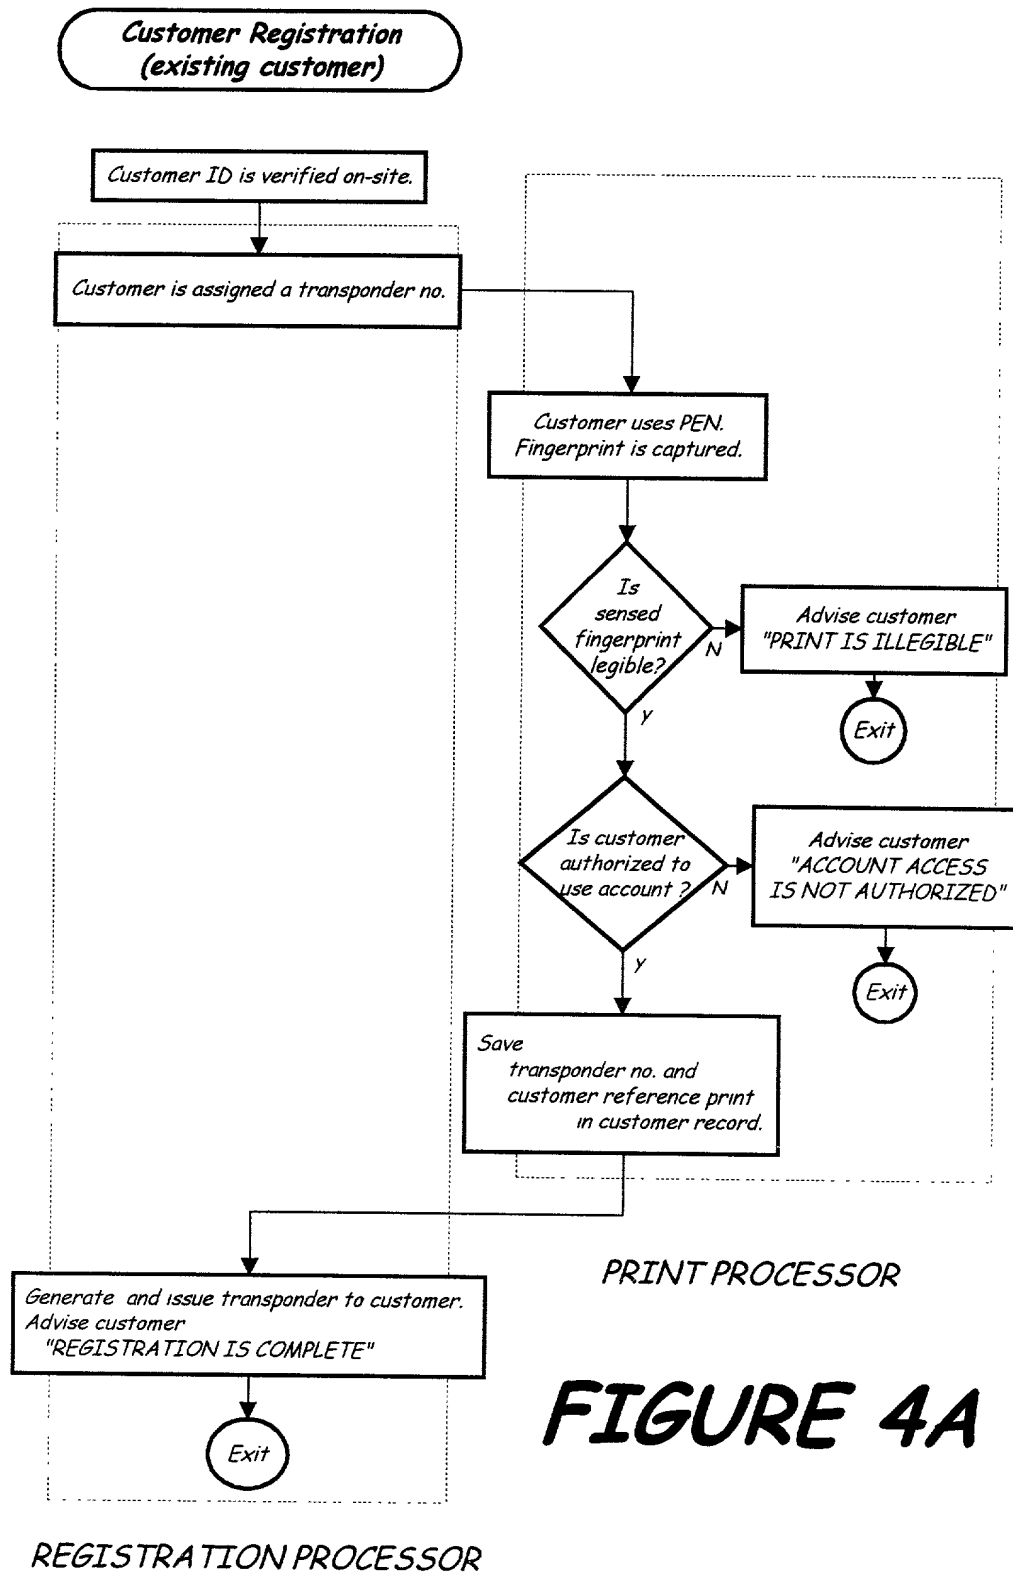 Customer Registration
(existing customer)
Customer ID is verified on-site.
Customer is assigned a transponder no.
Customer uses PEN.
Fingerprint is captured.
Is
sensed
fingerprint
legible?
N
Y
Advise customer
"PRINT IS ILLEGIBLE"
Exit
Is customer
authorized to
use account ?
N
Y
Advise customer
"ACCOUNT ACCESS
IS NOT AUTHORIZED"
Exit
Save
transponder no. and
customer reference print
in customer record.
PRINT PROCESSOR
Generate and issue transponder to customer.
Advise customer
"REGISTRATION IS COMPLETE"
Exit
FIGURE 4A
REGISTRATION PROCESSOR